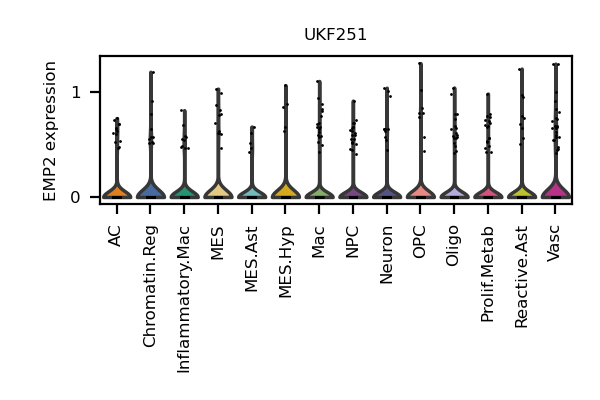 UKF251
EMP2 expression
1
0
AC
Chromatin.Reg
Inflammatory.Mac
MES
MES.Ast
MES.Hyp
Mac
NPC
Neuron
OPC
Oligo
Prolif.Metab
Reactive.Ast
Vasc